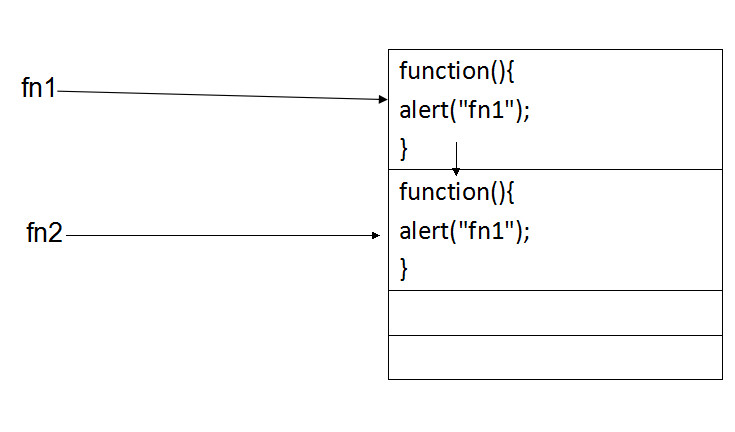 fn1
function(){
alert("fn1");
}
fn2
function(){
alert("fn1");
}